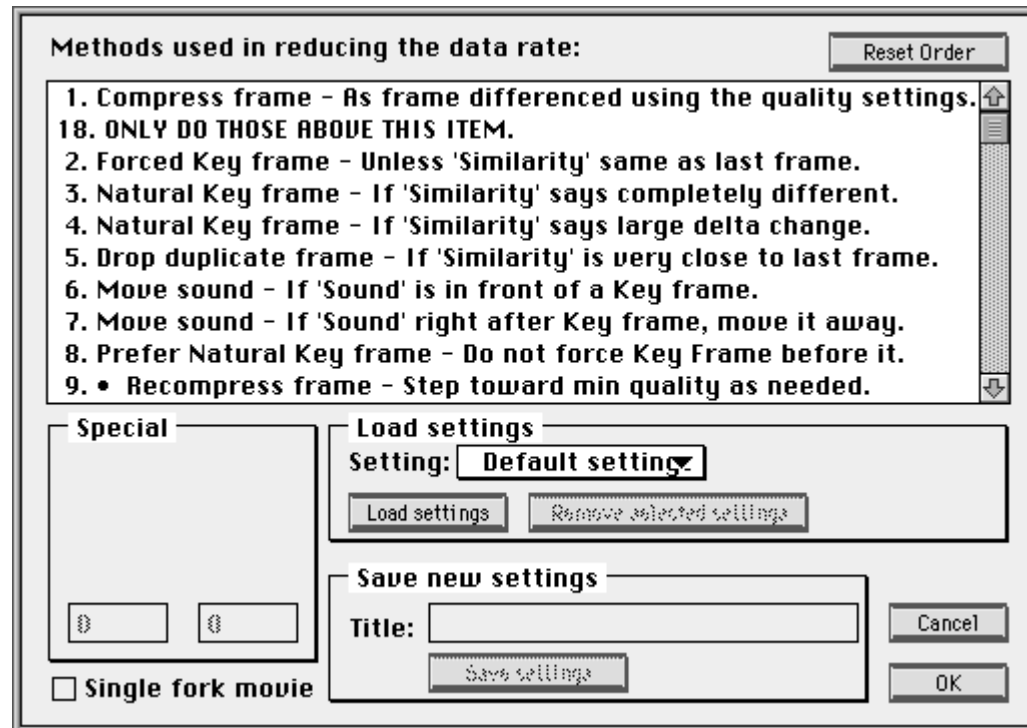 Methods used in reducing the data rate:
Reset Order
1. Compress frame - As frame differenced using the quality settings.
18. ONLY DO THOSE ABOVE THIS ITEM.
2. Forced Key frame - Unless 'Similarity' same as last frame.
3. Natural Key frame - If 'Similarity' says completely different.
4. Natural Key frame - If 'Similarity' says large delta change.
5. Drop duplicate frame - If 'Similarity' is very close to last frame.
6. Move sound - If 'Sound' is in front of a Key frame.
7. Move sound - If 'Sound' right after Key frame, move it away.
8. Prefer Natural Key frame - Do not force Key Frame before it.
9. • Recompress frame - Step toward min quality as needed.
Special
0 0
Single fork movie
Load settings
Setting: Default setting
Load settings
Remove selected settings
Save new settings
Title:
Save settings
Cancel
OK